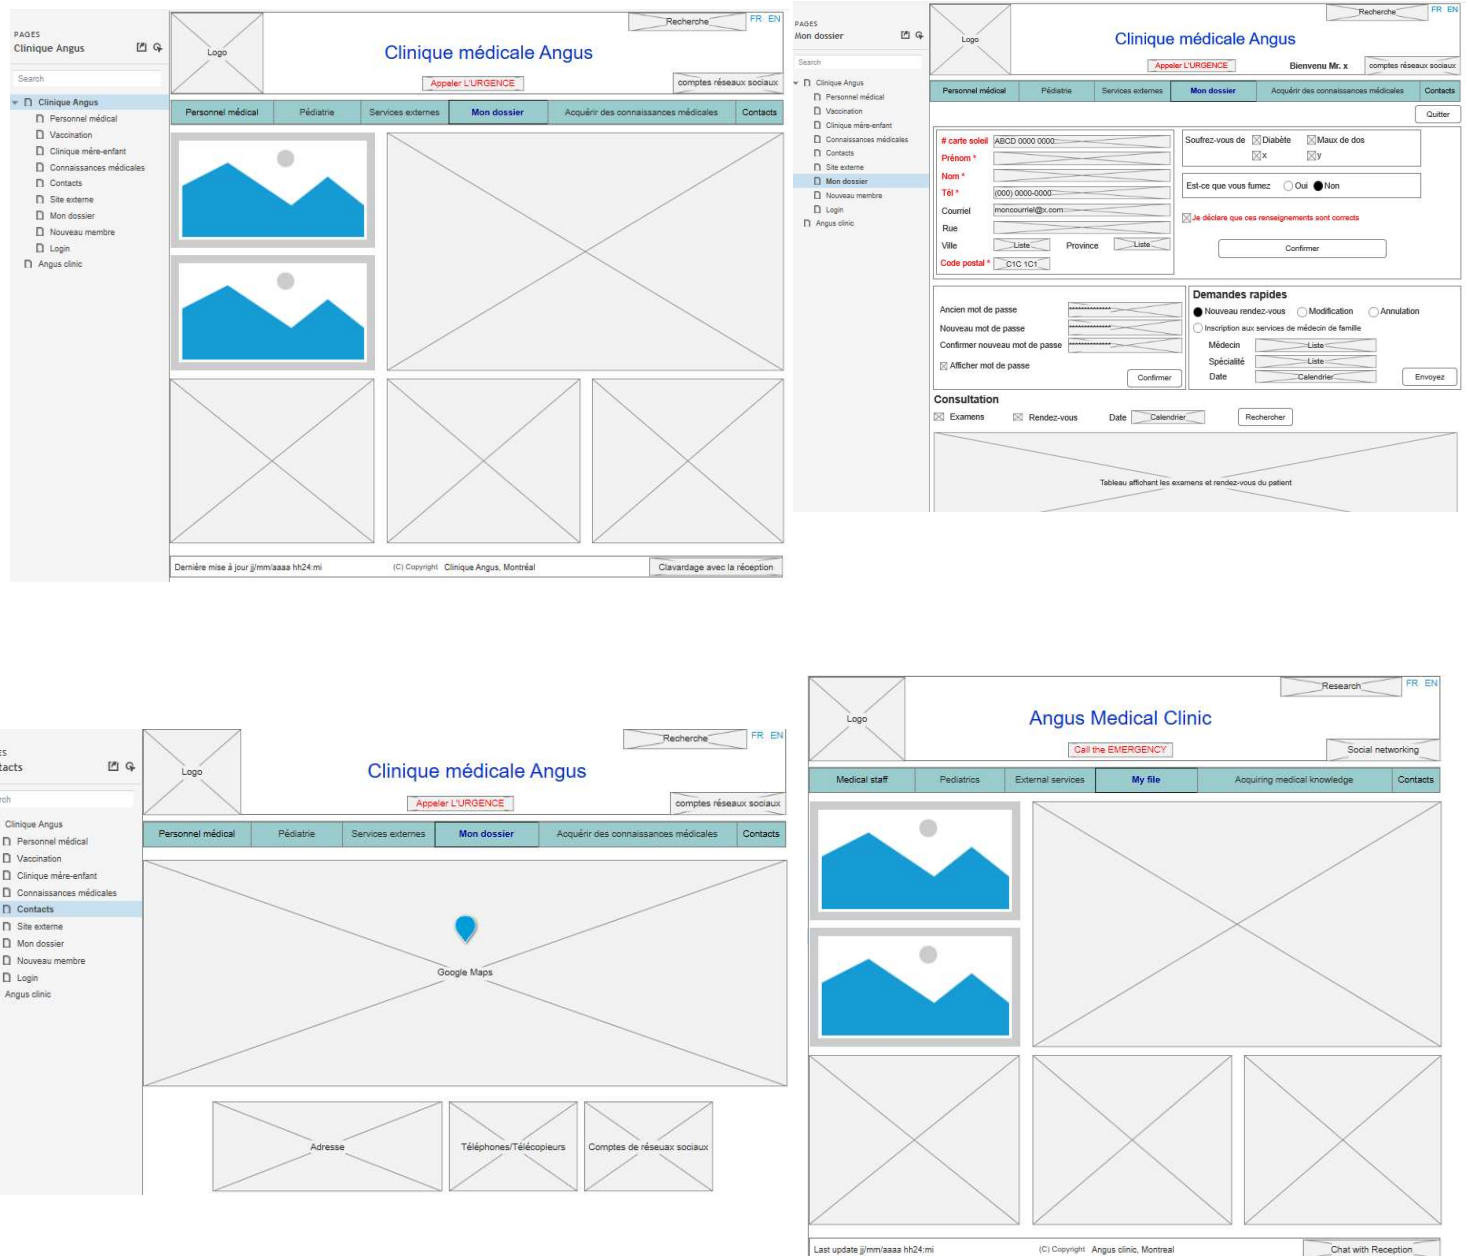 PAGES
Clinique Angus
Search
Clinique Angus
Personnel médical
Vaccination
Clinique mére-enfant
Connaissances médicales
Contacts
Site externe
Mon dossier
Nouveau membre
Login
Angus clinic
Logo
Recherche
FR EN
Clinique médicale Angus
Appeler L'URGENCE
comptes réseaux sociaux
Personnel médical Pédiatrie Services externes Mon dossier Acquérir des connaissances médicales Contacts
Dernière mise à jour jj/mm/aaaa hh24:mi (C) Copyright Clinique Angus, Montréal Clavardage avec la réception
PAGES
Mon dossier
Search
Clinique Angus
Personnel médical
Vaccination
Clinique mère-enfant
Connaissances médicales
Contacts
Site externe
Mon dossier
Nouveau membre
Login
Angus clinic
Logo
Recherche
FR EN
Clinique médicale Angus
Appeler L'URGENCE Bienvenu Mr. x comptes réseaux sociaux
Personnel médical Pédiatrie Services externes Mon dossier Acquérir des connaissances médicales Contacts
Quitter
# carte soleil ABCD 0000 0000
Prénom *
Nom *
Tél * (000) 0000-0000
Courriel moncourriel@x.com
Rue
Ville Liste Province Liste
Code postal * C1C 1C1
Soufrez-vous de Diabète Maux de dos
x y
Est-ce que vous fumez Oui Non
Je déclare que ces renseignements sont corrects
Confirmer
Ancien mot de passe **************
Nouveau mot de passe **************
Confirmer nouveau mot de passe **************
Afficher mot de passe
Confirmer
Demandes rapides
Nouveau rendez-vous Modification Annulation
Inscription aux services de médecin de famille
Médecin Liste
Spécialité Liste
Date Calendrier Envoyez
Consultation
Examens Rendez-vous Date Calendrier Rechercher
Tableau affichant les examens et rendez-vous du patient
ES
tacts
rch
Clinique Angus
Personnel médical
Vaccination
Clinique mére-enfant
Connaissances médicales
Contacts
Site externe
Mon dossier
Nouveau membre
Login
Angus clinic
Logo
Recherche
FR EN
Clinique médicale Angus
Appeler L'URGENCE
comptes réseaux sociaux
Personnel médical Pédiatrie Services externes Mon dossier Acquérir des connaissances médicales Contacts
Google Maps
Adresse Téléphones/Télécopieurs Comptes de réseuax sociaux
Logo
Research
FR EN
Angus Medical Clinic
Call the EMERGENCY
Social networking
Medical staff Pediatrics External services My file Acquiring medical knowledge Contacts
Last update jj/mm/aaaa hh24:mi (C) Copyright Angus clinic, Montreal Chat with Reception